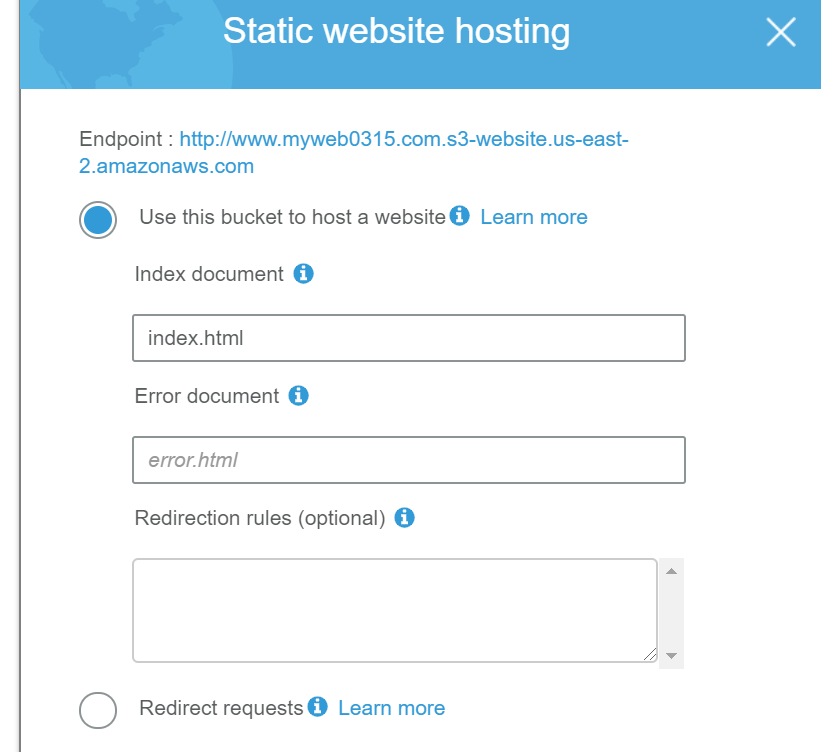 Static website hosting
Endpoint : http://www.myweb0315.com.s3-website.us-east-
2.amazonaws.com
Use this bucket to host a website Learn more
Index document
index.html
Error document
error.html
Redirection rules (optional)
Redirect requests Learn more